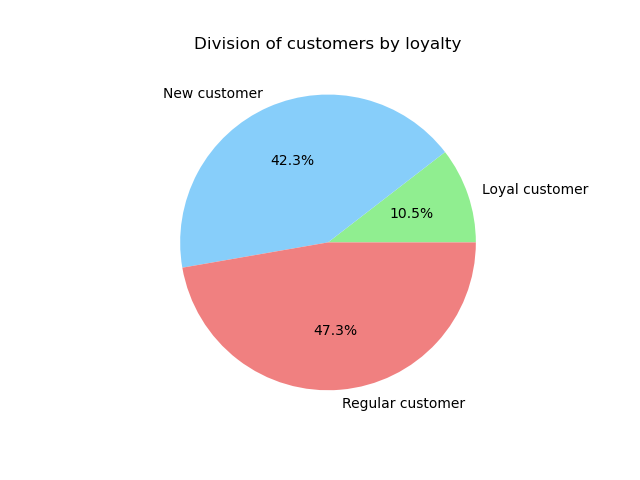 Division of customers by loyalty
New customer
42.3%
Loyal customer
10.5%
47.3%
Regular customer